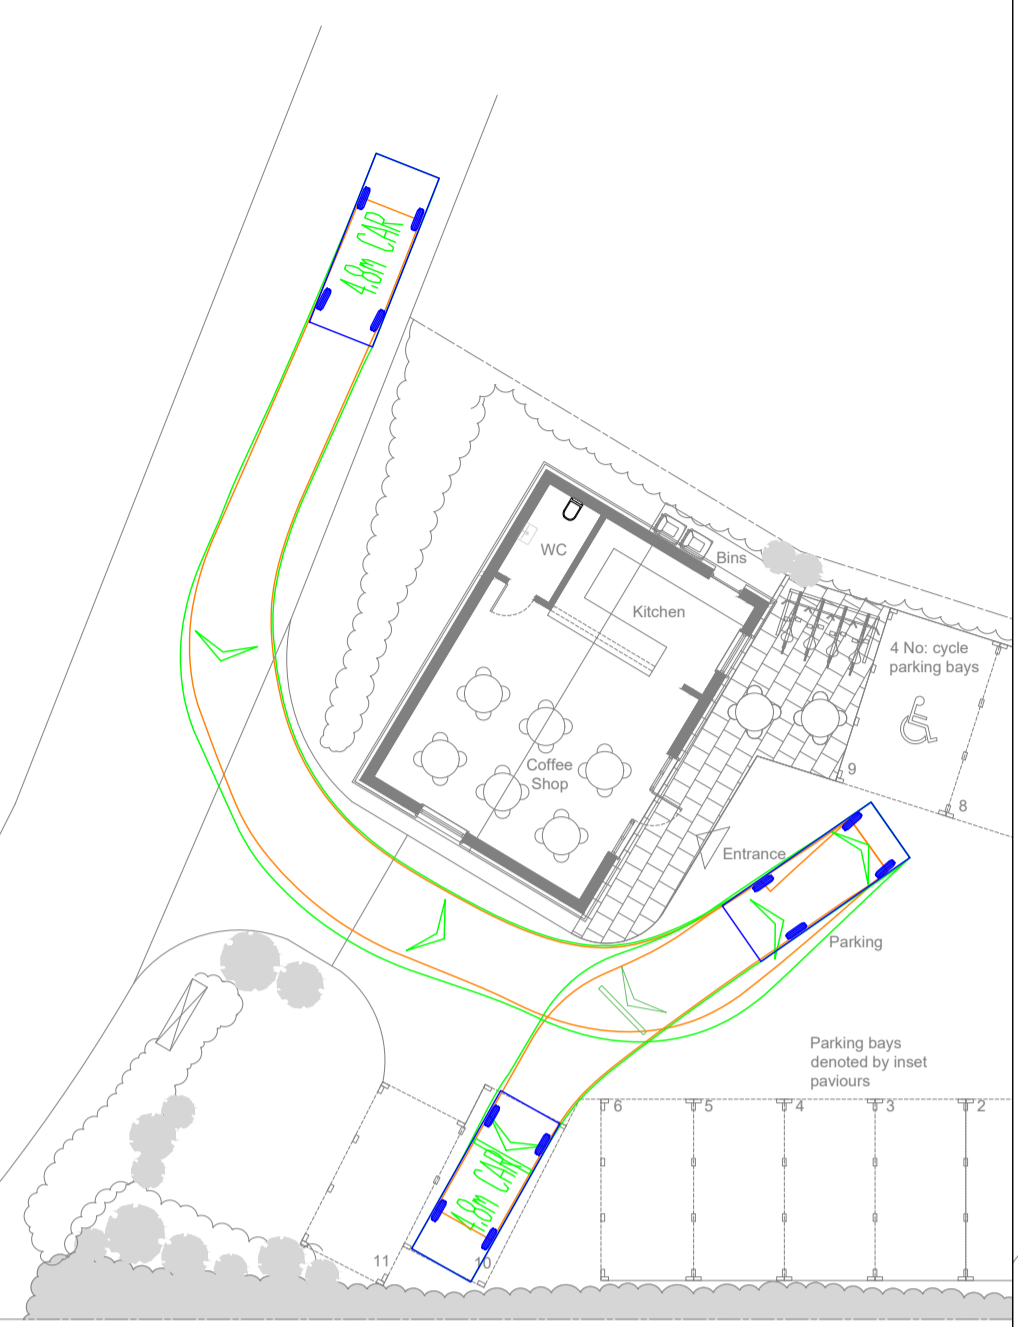 4.8m CAR
WC
Bins
Kitchen
4 No: cycle
parking bays
Coffee
Shop
9
8
Entrance
Parking
Parking bays
denoted by inset
paviours
6
5
4
3
2
4.8m CAR
11
10